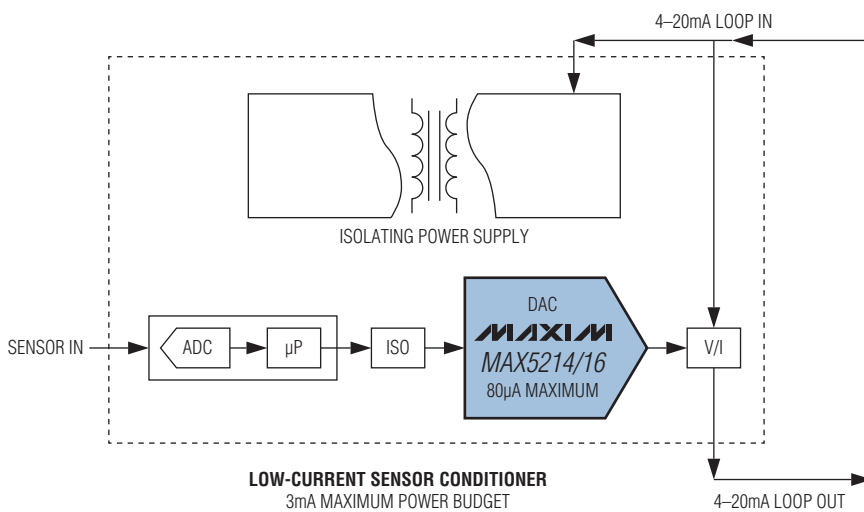 4–20mA LOOP IN
ISOLATING POWER SUPPLY
SENSOR IN
ADC
µP
ISO
DAC
MAXIM
MAX5214/16
80µA MAXIMUM
V/I
LOW-CURRENT SENSOR CONDITIONER
3mA MAXIMUM POWER BUDGET
4–20mA LOOP OUT